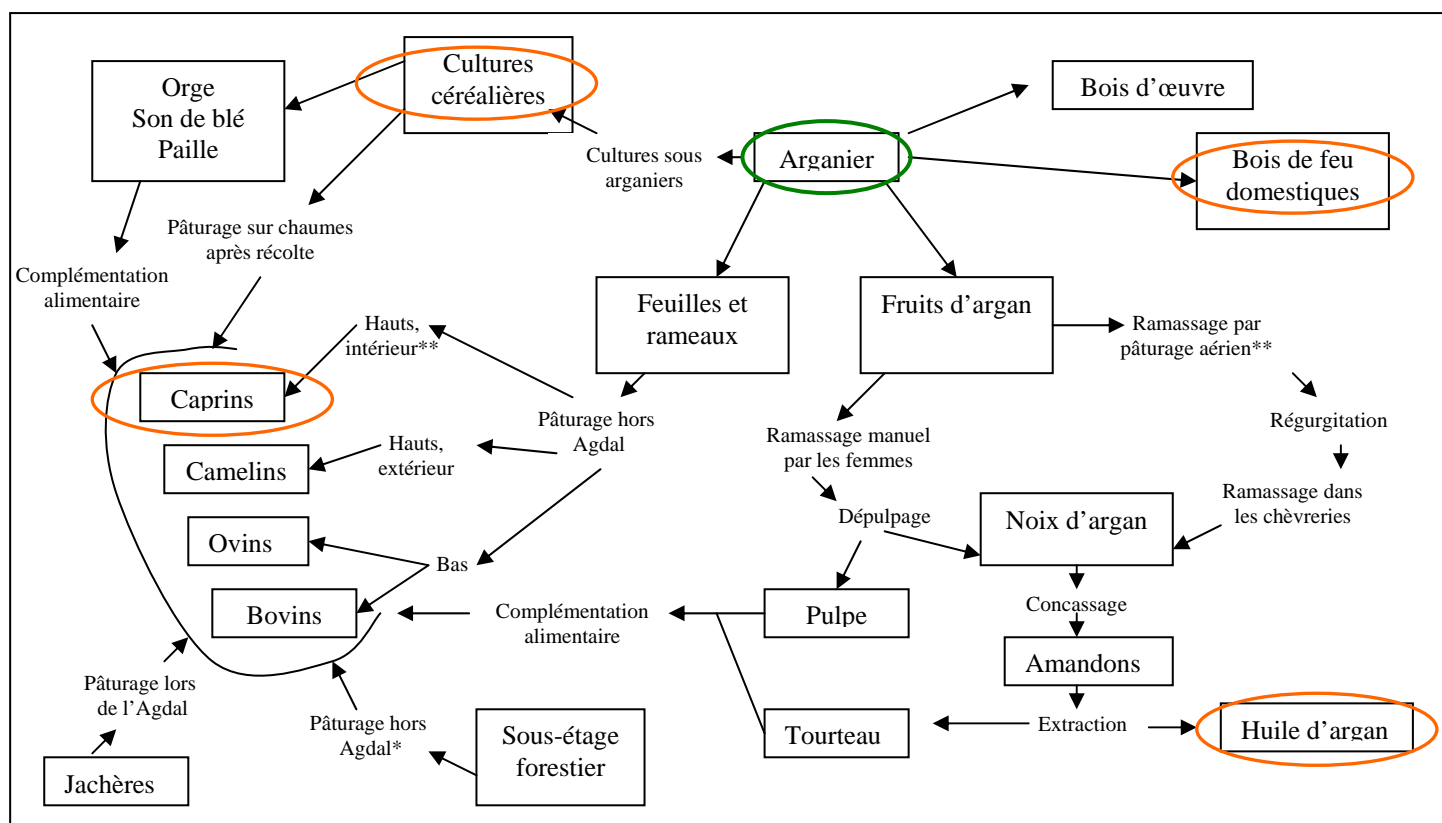 Orge
Son de blé
Paille
Cultures
céréalières
Bois d’œuvre
Cultures sous
arganiers
Arganier
Bois de feu
domestiques
Pâturage sur chaumes
après récolte
Complémentation
alimentaire
Feuilles et
rameaux
Fruits d’argan
Hauts,
intérieur**
Ramassage par
pâturage aérien**
Caprins
Pâturage hors
Agdal
Régurgitation
Hauts,
extérieur
Camelins
Ramassage manuel
par les femmes
Ramassage dans
les chèvreries
Dépulpage
Noix d’argan
Ovins
Bas
Bovins
Complémentation
alimentaire
Pulpe
Concassage
Amandons
Pâturage lors
de l’Agdal
Pâturage hors
Agdal*
Sous-étage
forestier
Tourteau
Extraction
Huile d’argan
Jachères